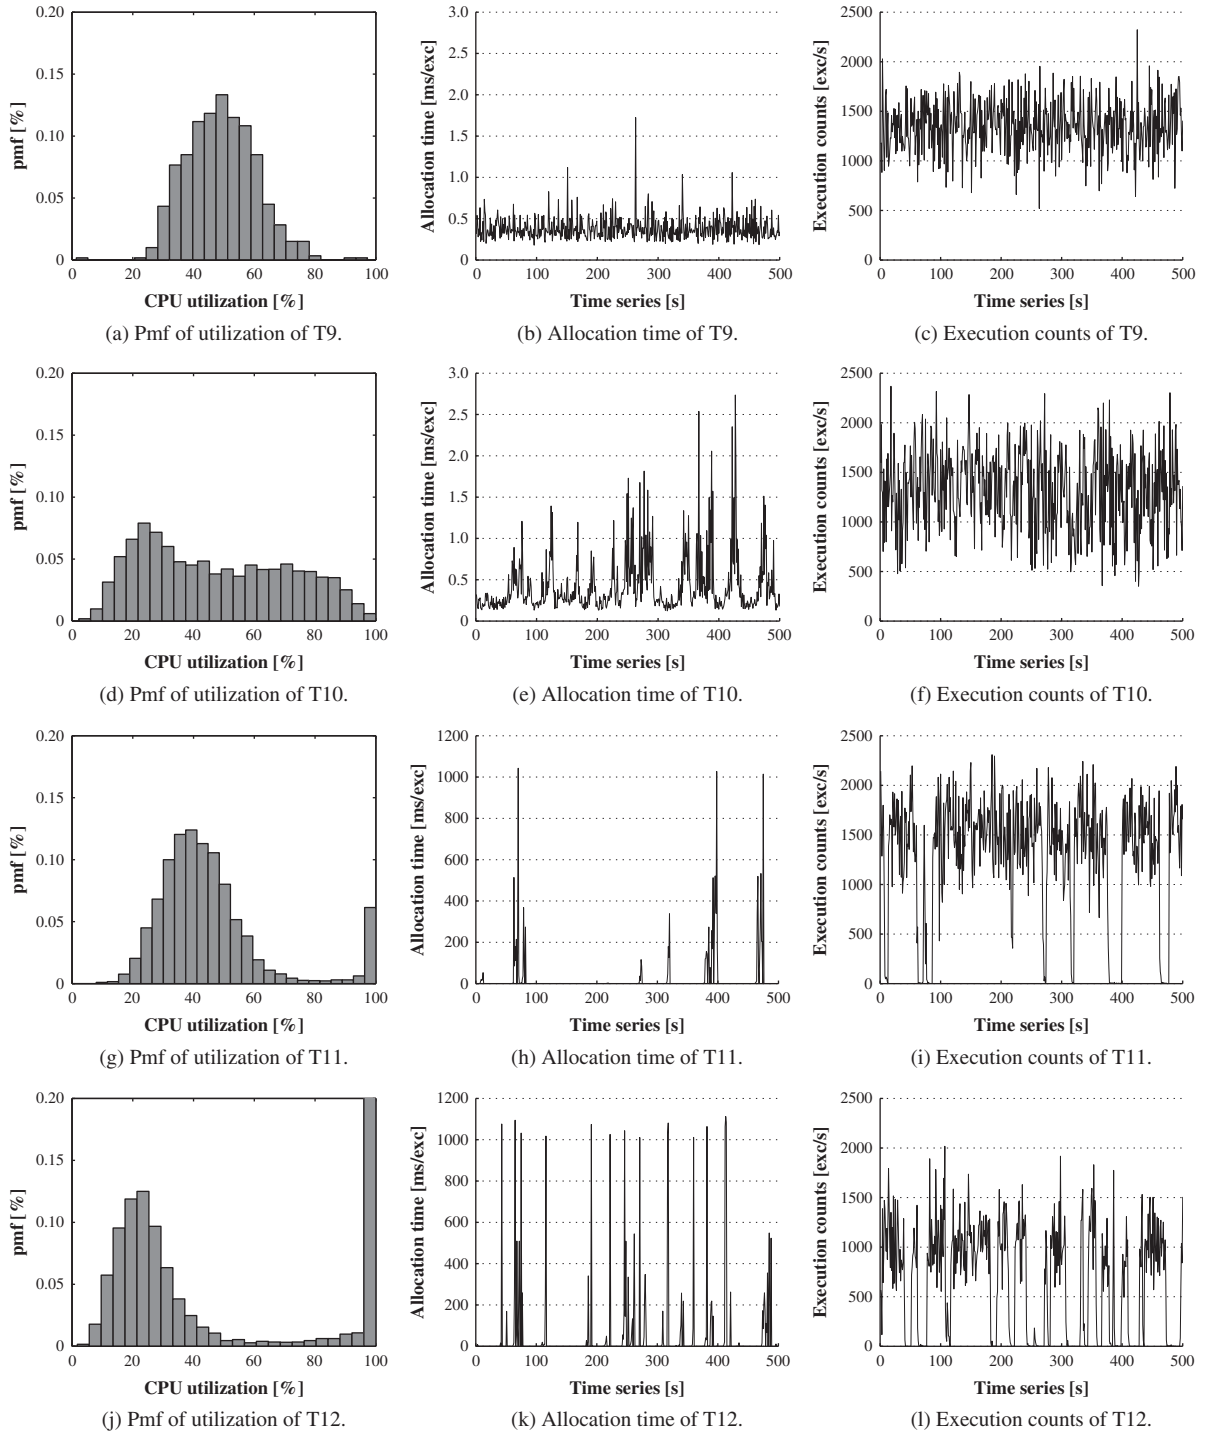 0.20
0.15
0.10
0.05
0
pmf [%]
0 20 40 60 80 100
CPU utilization [%]
(a) Pmf of utilization of T9.
3.0
2.5
2.0
1.5
1.0
0.5
0
Allocation time [ms/exc]
0 100 200 300 400 500
Time series [s]
(b) Allocation time of T9.
2500
2000
1500
1000
500
0
Execution counts [exc/s]
0 100 200 300 400 500
Time series [s]
(c) Execution counts of T9.
0.20
0.15
0.10
0.05
0
pmf [%]
0 20 40 60 80 100
CPU utilization [%]
(d) Pmf of utilization of T10.
3.0
2.5
2.0
1.5
1.0
0.5
0
Allocation time [ms/exc]
0 100 200 300 400 500
Time series [s]
(e) Allocation time of T10.
2500
2000
1500
1000
500
0
Execution counts [exc/s]
0 100 200 300 400 500
Time series [s]
(f) Execution counts of T10.
0.20
0.15
0.10
0.05
0
pmf [%]
0 20 40 60 80 100
CPU utilization [%]
(g) Pmf of utilization of T11.
1200
1000
800
600
400
200
0
Allocation time [ms/exc]
0 100 200 300 400 500
Time series [s]
(h) Allocation time of T11.
2500
2000
1500
1000
500
0
Execution counts [exc/s]
0 100 200 300 400 500
Time series [s]
(i) Execution counts of T11.
0.20
0.15
0.10
0.05
0
pmf [%]
0 20 40 60 80 100
CPU utilization [%]
(j) Pmf of utilization of T12.
1200
1000
800
600
400
200
0
Allocation time [ms/exc]
0 100 200 300 400 500
Time series [s]
(k) Allocation time of T12.
2500
2000
1500
1000
500
0
Execution counts [exc/s]
0 100 200 300 400 500
Time series [s]
(l) Execution counts of T12.